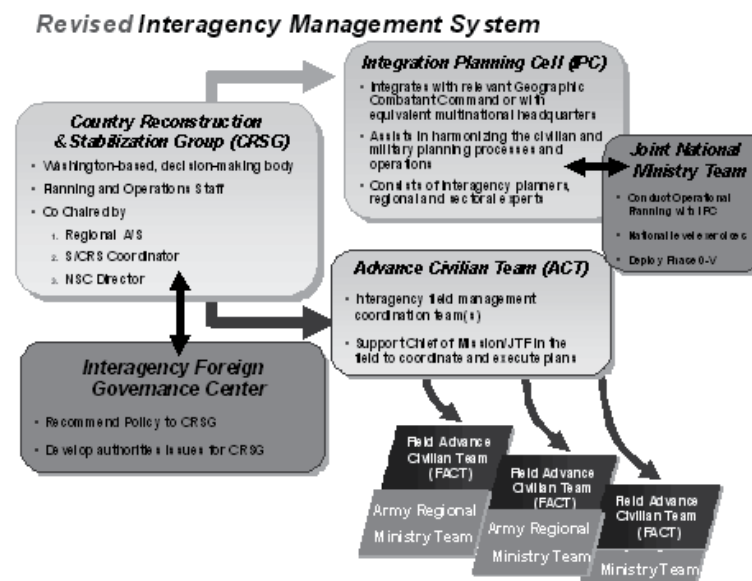 Revised Interagency Management System
Integration Planning Cell (IPC)
• Integrates with relevant Geographic
Combatant Command or with
equivalent multinational headquarters
• Assists in harmonizing the civilian and
military planning processes and
operations
• Consists of interagency planners,
regional and sectoral experts
Country Reconstruction
& Stabilization Group (CRSG)
• Washington-based, decision-making body
• Planning and Operations Staff
• Co Chaired by
1. Regional A/S
2. S/CRS Coordinator
3. NSC Director
Joint National
Ministry Team
• Conduct Operational
Planning with IPC
• National level services
• Deploy Phase 0-V
Advance Civilian Team (ACT)
• Interagency field management
coordination team(s)
• Support Chief of Mission/JTF in the
field to coordinate and execute plans
Interagency Foreign
Governance Center
• Recommend Policy to CRSG
• Develop authorities issues for CRSG
Field Advance
Civilian Team
(FACT)
Army Regional
Ministry Team
Field Advance
Civilian Team
(FACT)
Army Regional
Ministry Team
Field Advance
Civilian Team
(FACT)
Ministry Team